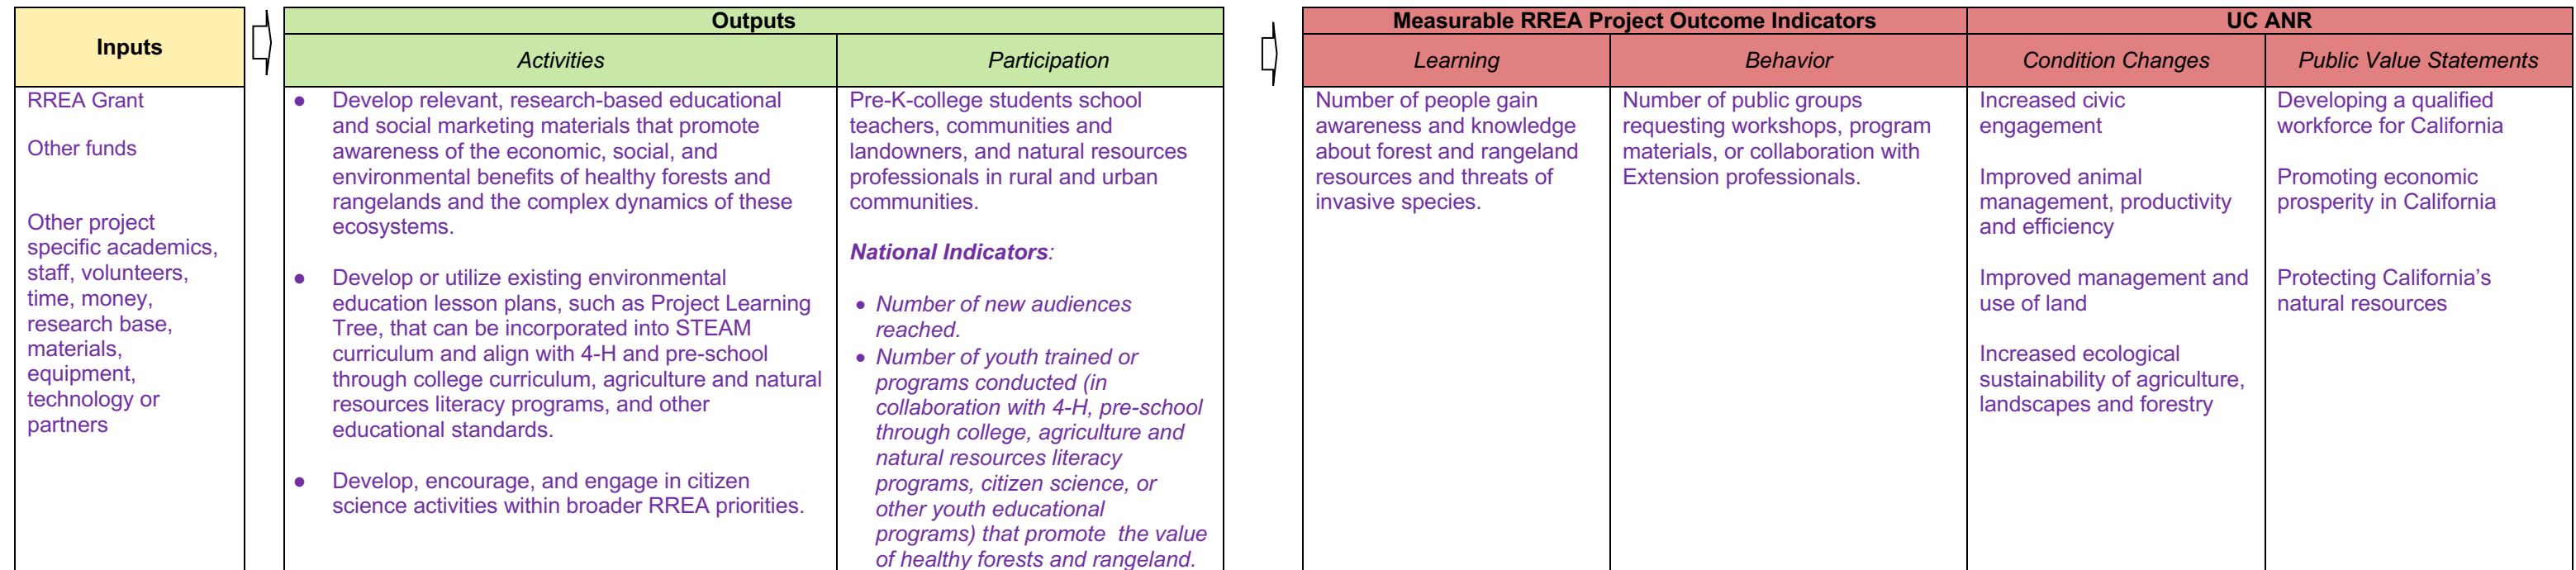 Inputs
RREA Grant
Other funds
Other project
specific academics,
staff, volunteers,
time, money,
research base,
materials,
equipment,
technology or
partners
Outputs
Activities
● Develop relevant, research-based educational
and social marketing materials that promote
awareness of the economic, social, and
environmental benefits of healthy forests and
rangelands and the complex dynamics of these
ecosystems.
● Develop or utilize existing environmental
education lesson plans, such as Project Learning
Tree, that can be incorporated into STEAM
curriculum and align with 4-H and pre-school
through college curriculum, agriculture and natural
resources literacy programs, and other
educational standards.
● Develop, encourage, and engage in citizen
science activities within broader RREA priorities.
Participation
Pre-K-college students school
teachers, communities and
landowners, and natural resources
professionals in rural and urban
communities.
National Indicators:
• Number of new audiences
reached.
• Number of youth trained or
programs conducted (in
collaboration with 4-H, pre-school
through college, agriculture and
natural resources literacy
programs, citizen science, or
other youth educational
programs) that promote the value
of healthy forests and rangeland.
Measurable RREA Project Outcome Indicators
Learning
Number of people gain
awareness and knowledge
about forest and rangeland
resources and threats of
invasive species.
Behavior
Number of public groups
requesting workshops, program
materials, or collaboration with
Extension professionals.
UC ANR
Condition Changes
Increased civic
engagement
Improved animal
management, productivity
and efficiency
Improved management and
use of land
Increased ecological
sustainability of agriculture,
landscapes and forestry
Public Value Statements
Developing a qualified
workforce for California
Promoting economic
prosperity in California
Protecting California's
natural resources